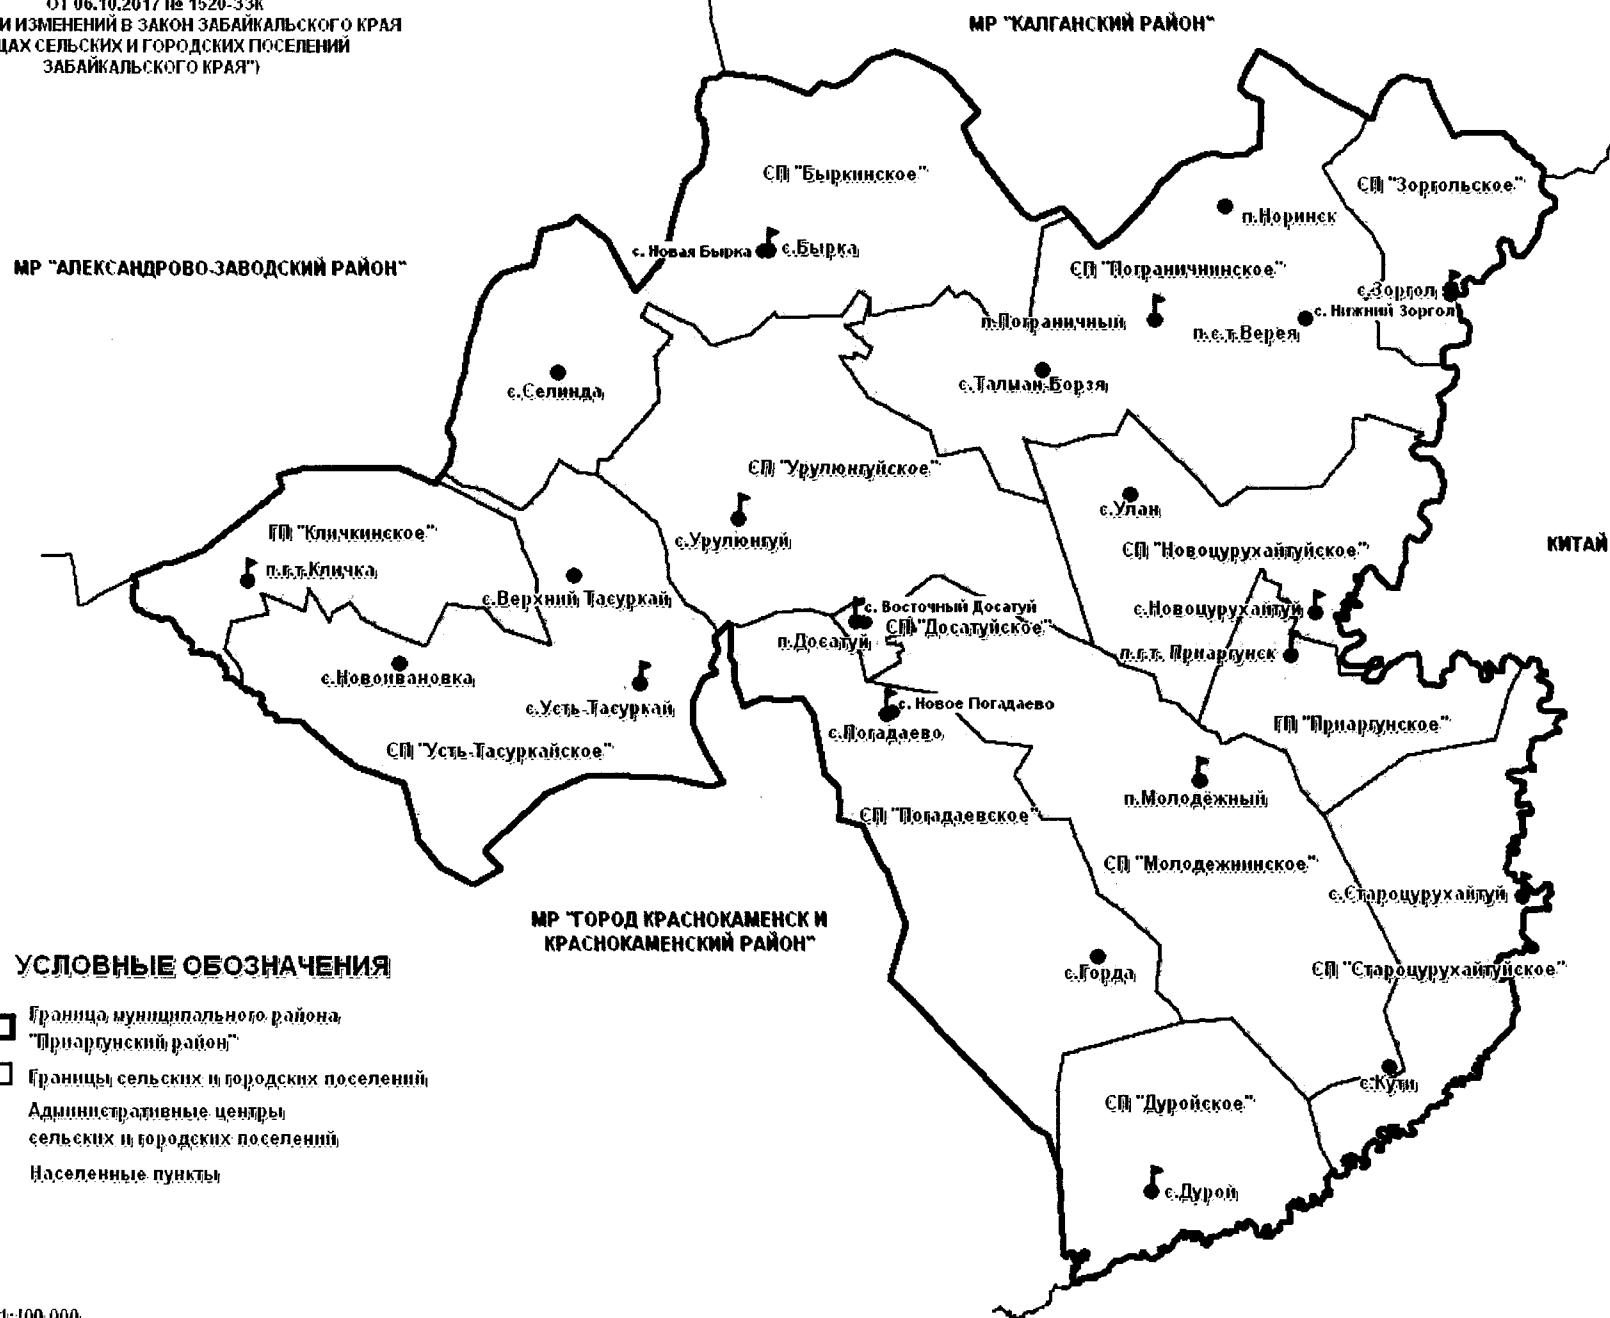 ОТ 06.10.2017 № 1520-ЗЗК
И ИЗМЕНЕНИЙ В ЗАКОН ЗАБАЙКАЛЬСКОГО КРАЯ
ЦАХ СЕЛЬСКИХ И ГОРОДСКИХ ПОСЕЛЕНИЙ
ЗАБАЙКАЛЬСКОГО КРАЯ")
МР "КАЛГАНСКИЙ РАЙОН"
СП "Быркинское"
СП "Зоргольское"
п.Норинск
с. Новая Бырка
с.Бырка
МР "АЛЕКСАНДРОВО-ЗАВОДСКИЙ РАЙОН"
СП "Пограничнинское"
с.Зоргол
с. Нижний Зоргол
п.Пограничный
п.с.т.Верея
с.Талман-Борзя
с.Селинда
СП "Урулюнгуйское"
с.Улан
ГП "Кличкинское"
с.Урулюнгуй
СП "Новоцурухайтуйское"
КИТАЙ
п.г.т.Кличка
с.Верхний Тасуркай
с. Восточный Досатуй
с.Новоцурухайтуй
СП "Досатуйское"
п.Досатуй
п.г.т. Приаргунск
с.Новоивановка
с.Усть-Тасуркай
с. Новое Погадаево
с.Погадаево
ГП "Приаргунское"
СП "Усть-Тасуркайское"
п.Молодёжный
СП "Погадаевское"
СП "Молодежнинское"
с.Староцурухайтуй
МР "ГОРОД КРАСНОКАМЕНСК И
КРАСНОКАМЕНСКИЙ РАЙОН"
с.Горда
СП "Староцурухайтуйское"
УСЛОВНЫЕ ОБОЗНАЧЕНИЯ
Граница муниципального района
"Приаргунский район"
Границы сельских и городских поселений
Административные центры
сельских и городских поселений
Населенные пункты
с.Кути
СП "Дуройское"
с.Дурой
1:400 000